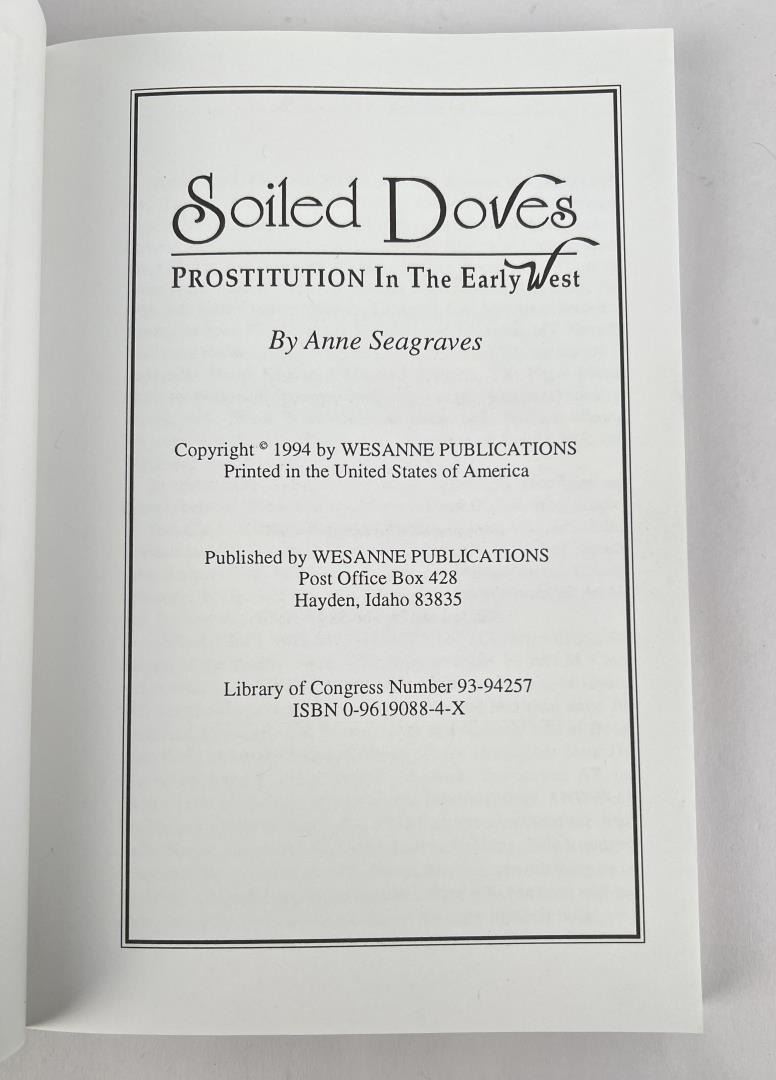 Soiled Doves
PROSTITUTION In The Early West
By Anne Seagraves
Copyright © 1994 by WESANNE PUBLICATIONS
Printed in the United States of America
Published by WESANNE PUBLICATIONS
Post Office Box 428
Hayden, Idaho 83835
Library of Congress Number 93-94257
ISBN 0-9619088-4-X